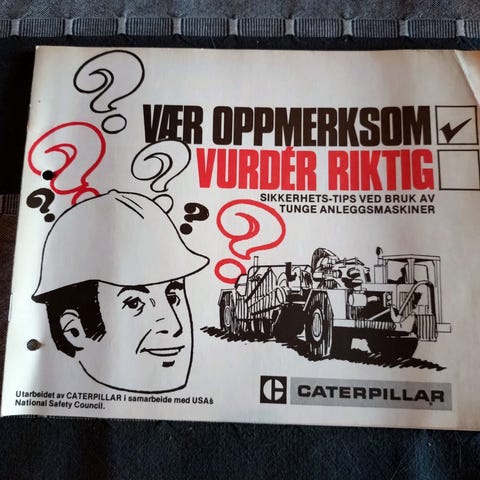 VÆR OPPMERKSOM
VURDÉR RIKTIG
SIKKERHETS-TIPS VED BRUK AV
TUNGE ANLEGGSMASKINER
Utarbeidet av CATERPILLAR i samarbeide med USAs
National Safety Council.
C CATERPILLAR